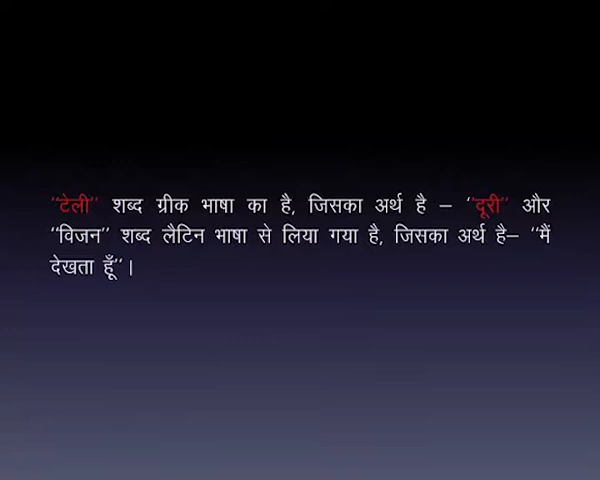 ‘‘टेली’’ शब्द ग्रीक भाषा का है, जिसका अर्थ है – ‘‘दूरी’’ और
‘‘विजन’’ शब्द लैटिन भाषा से लिया गया है, जिसका अर्थ है– ‘‘मैं
देखता हूँ’’।